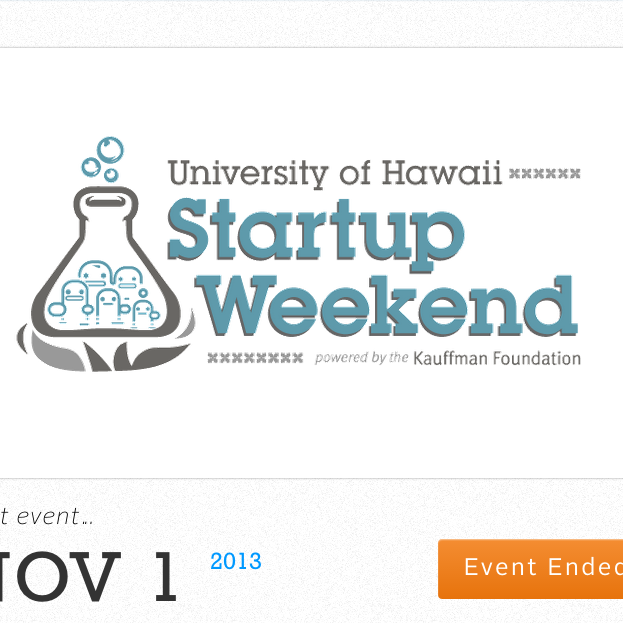 University of Hawaii ××××××
Startup
Weekend
×××××××× powered by the Kauffman Foundation
t event...
NOV 1 2013
Event Ended